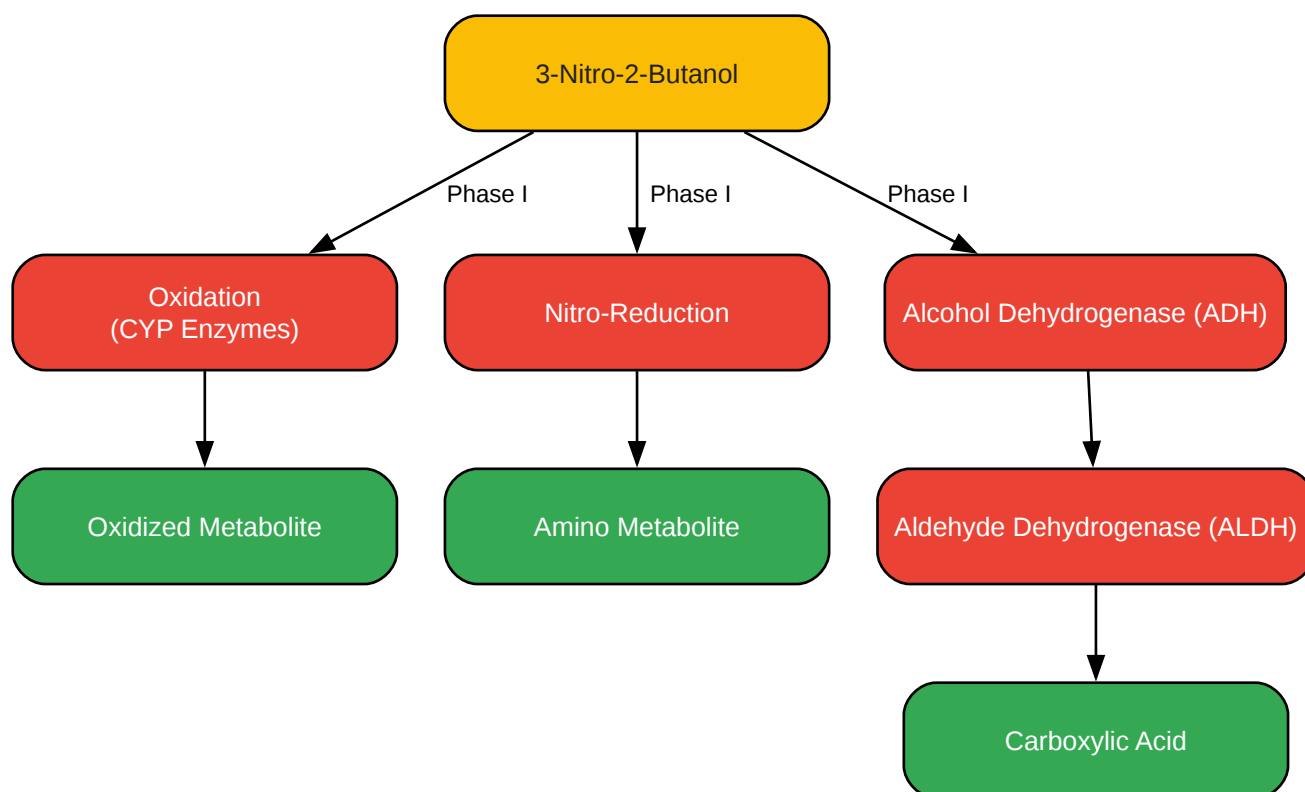 3-Nitro-2-Butanol
Phase I
Phase I
Phase I
Oxidation
(CYP Enzymes)
Nitro-Reduction
Alcohol Dehydrogenase (ADH)
Oxidized Metabolite
Amino Metabolite
Aldehyde Dehydrogenase (ALDH)
Carboxylic Acid